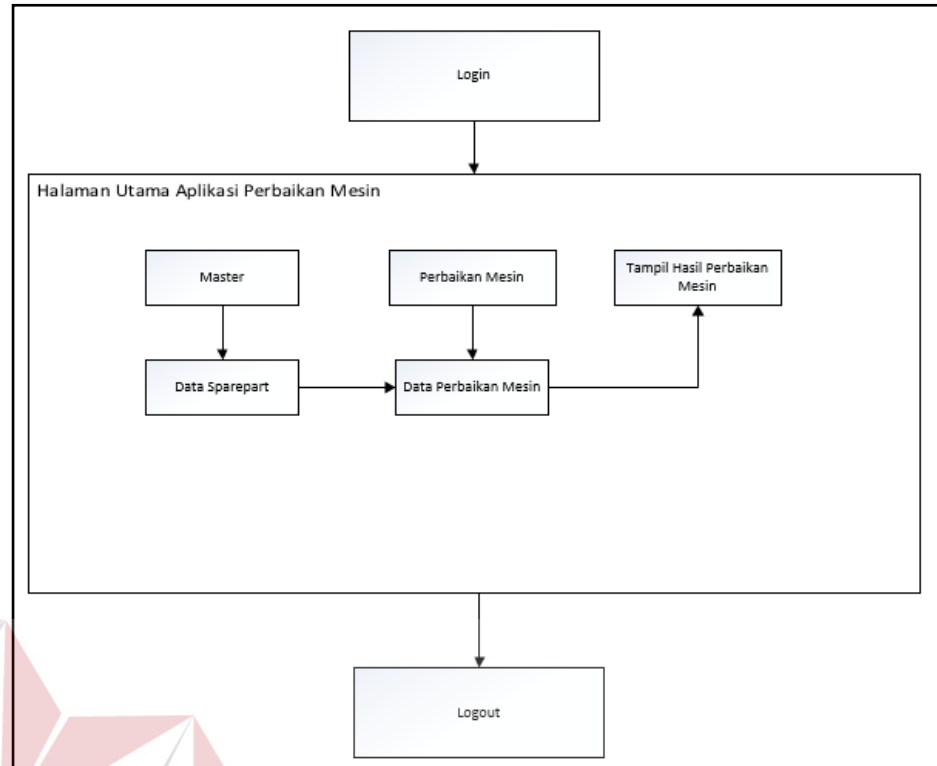 Login
Halaman Utama Aplikasi Perbaikan Mesin
Master
Perbaikan Mesin
Tampil Hasil Perbaikan
Mesin
Data Sparepart
Data Perbaikan Mesin
Logout